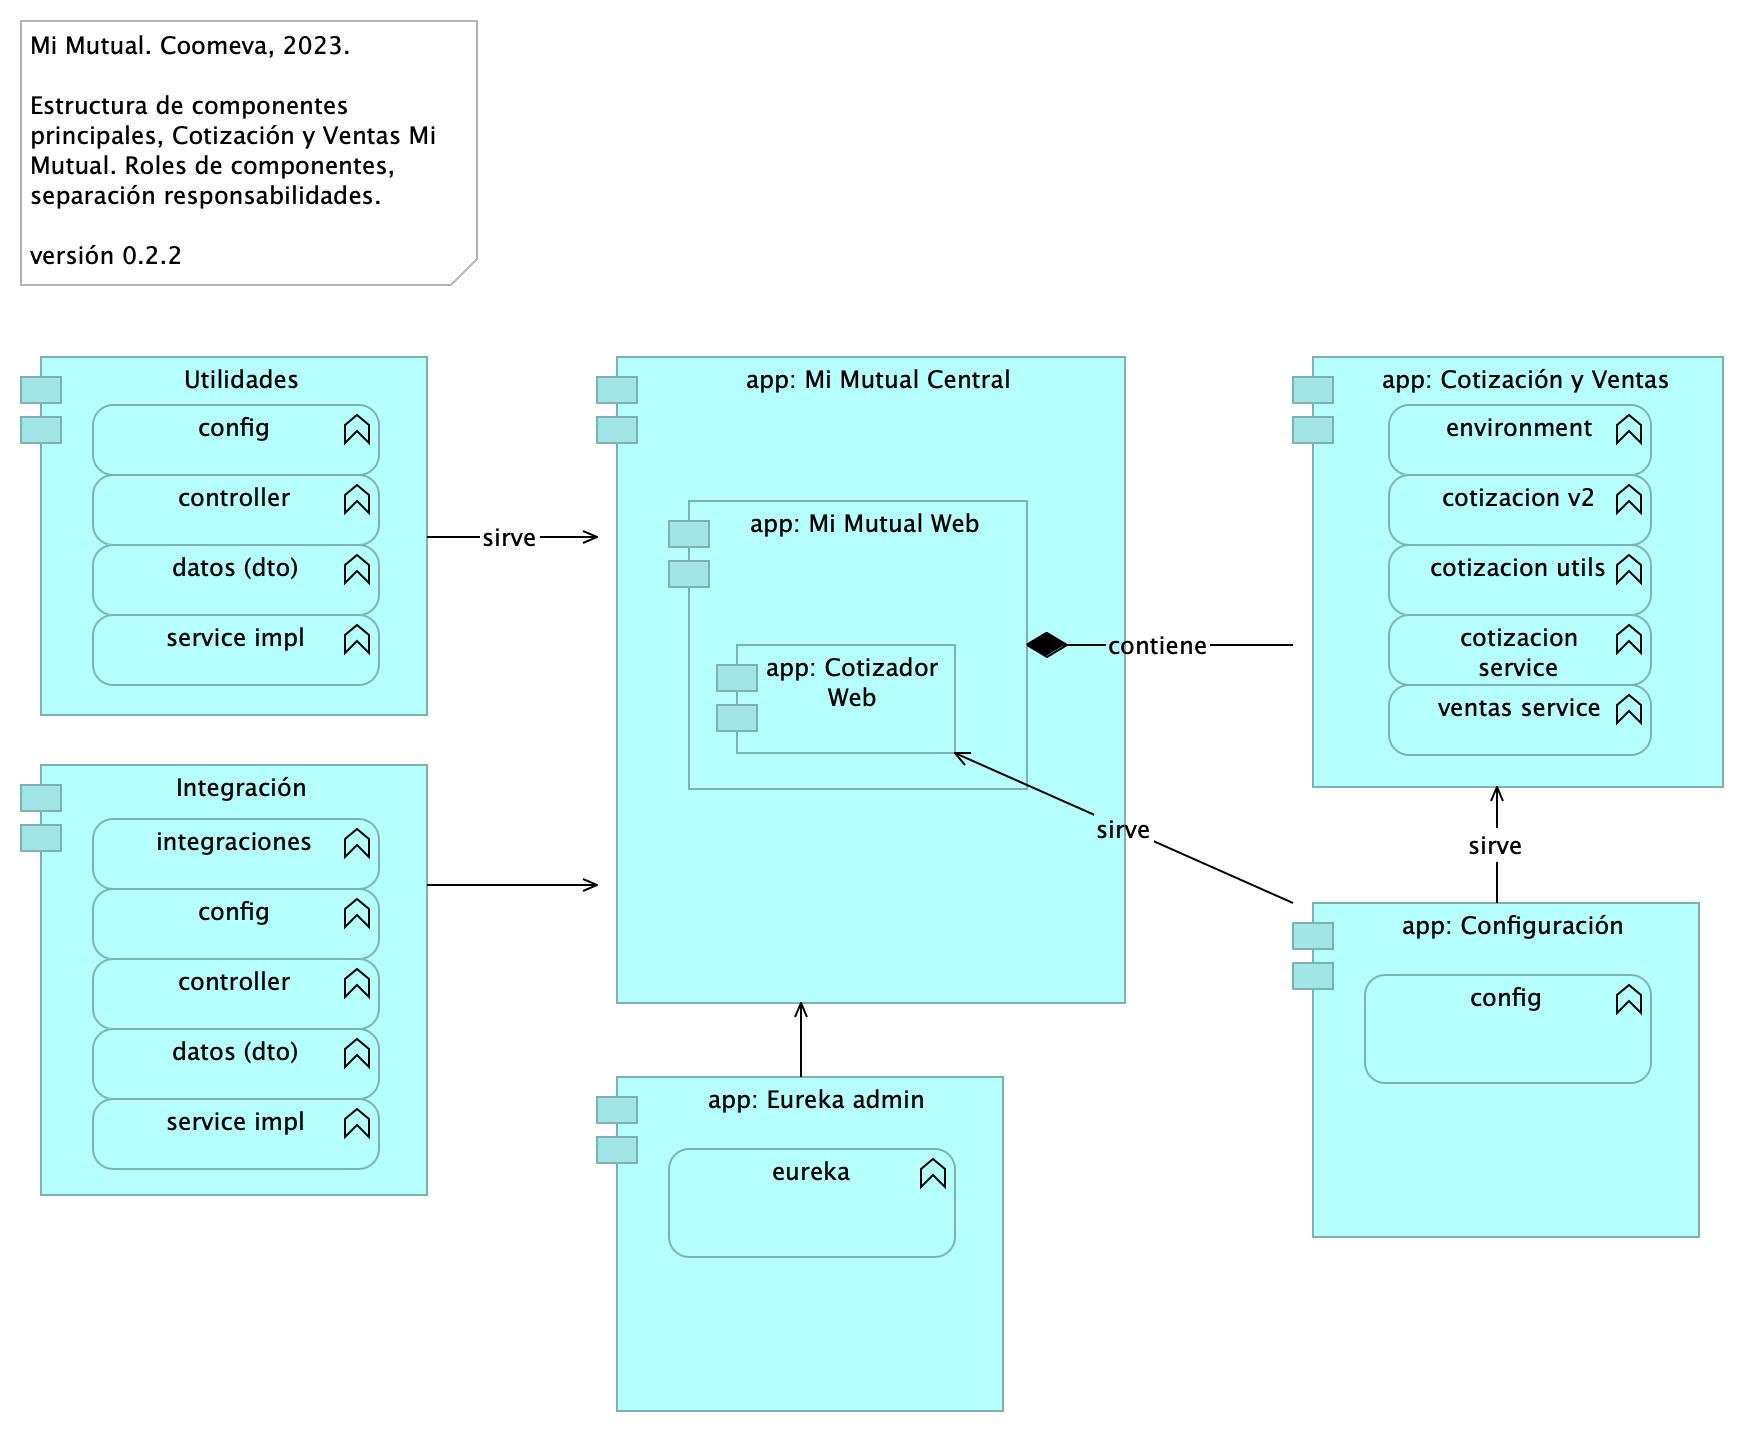 Mi Mutual. Coomeva, 2023.
Estructura de componentes
principales, Cotización y Ventas Mi
Mutual. Roles de componentes,
separación responsabilidades.
versión 0.2.2
Utilidades
config
controller
datos (dto)
service impl
sirve
app: Mi Mutual Central
app: Mi Mutual Web
app: Cotizador
Web
contiene
app: Cotización y Ventas
environment
cotizacion v2
cotizacion utils
cotizacion
service
ventas service
Integración
integraciones
config
controller
datos (dto)
service impl
sirve
sirve
app: Configuración
config
app: Eureka admin
eureka